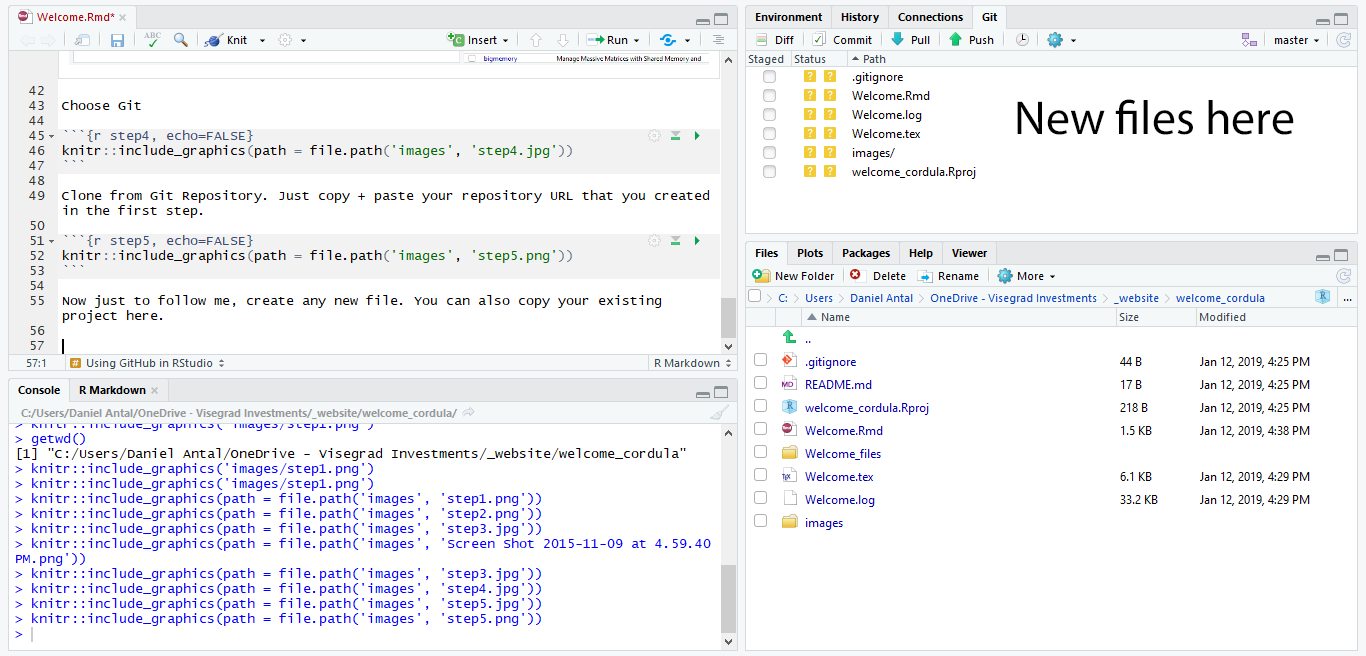 Welcome.Rmd*
ABC Knit Insert Run
bigmemory Manage Massive Matrices with Shared Memory and
42
43 Choose Git
44
45 ```{r step4, echo=FALSE}
46 knitr::include_graphics(path = file.path('images', 'step4.jpg'))
47 ```
48
49 Clone from Git Repository. Just copy + paste your repository URL that you created
in the first step.
50
51 ```{r step5, echo=FALSE}
52 knitr::include_graphics(path = file.path('images', 'step5.png'))
53 ```
54
55 Now just to follow me, create any new file. You can also copy your existing
project here.
56
57
57:1 # Using GitHub in RStudio R Markdown
Console R Markdown
C:/Users/Daniel Antal/OneDrive - Visegrad Investments/_website/welcome_cordula/
> knitr::include_graphics('images/step1.png')
> getwd()
[1] "C:/Users/Daniel Antal/OneDrive - Visegrad Investments/_website/welcome_cordula"
> knitr::include_graphics('images/step1.png')
> knitr::include_graphics('images/step1.png')
> knitr::include_graphics(path = file.path('images', 'step1.png'))
> knitr::include_graphics(path = file.path('images', 'step2.png'))
> knitr::include_graphics(path = file.path('images', 'step3.jpg'))
> knitr::include_graphics(path = file.path('images', 'Screen Shot 2015-11-09 at 4.59.40
PM.png'))
> knitr::include_graphics(path = file.path('images', 'step3.jpg'))
> knitr::include_graphics(path = file.path('images', 'step4.jpg'))
> knitr::include_graphics(path = file.path('images', 'step5.jpg'))
> knitr::include_graphics(path = file.path('images', 'step5.png'))
>
Environment History Connections Git
Diff Commit Pull Push master
Staged Status Path
? ? .gitignore
? ? Welcome.Rmd
? ? Welcome.log
? ? Welcome.tex
? ? images/
? ? welcome_cordula.Rproj
New files here
Files Plots Packages Help Viewer
New Folder Delete Rename More
C: Users Daniel Antal OneDrive - Visegrad Investments _website welcome_cordula R ...
Name Size Modified
..
.gitignore 44 B Jan 12, 2019, 4:25 PM
MD README.md 17 B Jan 12, 2019, 4:25 PM
R welcome_cordula.Rproj 218 B Jan 12, 2019, 4:25 PM
Rmd Welcome.Rmd 1.5 KB Jan 12, 2019, 4:38 PM
Welcome_files
TEX Welcome.tex 6.1 KB Jan 12, 2019, 4:29 PM
Welcome.log 33.2 KB Jan 12, 2019, 4:29 PM
images